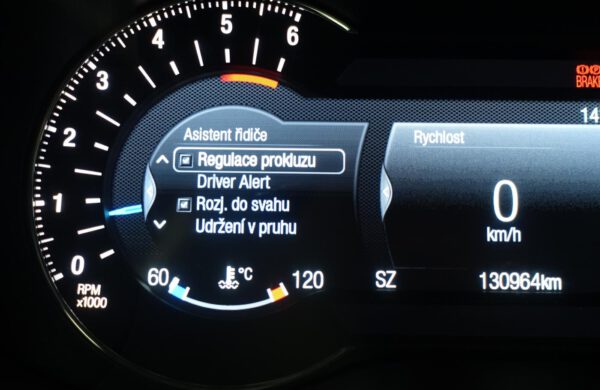 6
5
4
3
2
1
0
RPM
x1000
Asistent řidiče
Regulace prokluzu
Driver Alert
Rozj. do svahu
Udržení v pruhu
60
°C
120
BRAKE
14
Rychlost
0
km/h
SZ
130964km